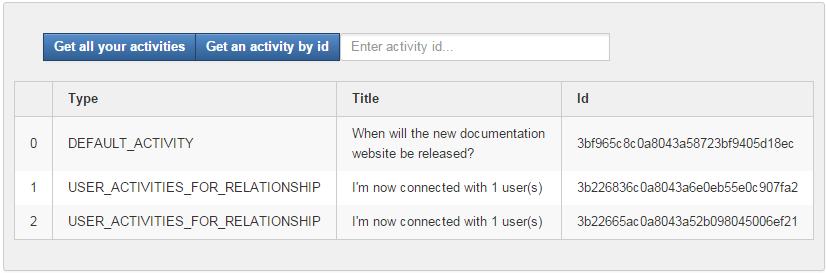 Get all your activities Get an activity by id Enter activity id...
Type Title Id
0 DEFAULT_ACTIVITY When will the new documentation website be released? 3bf965c8c0a8043a58723bf9405d18ec
1 USER_ACTIVITIES_FOR_RELATIONSHIP I'm now connected with 1 user(s) 3b226836c0a8043a6e0eb55e0c907fa2
2 USER_ACTIVITIES_FOR_RELATIONSHIP I'm now connected with 1 user(s) 3b22665ac0a8043a52b098045006ef21